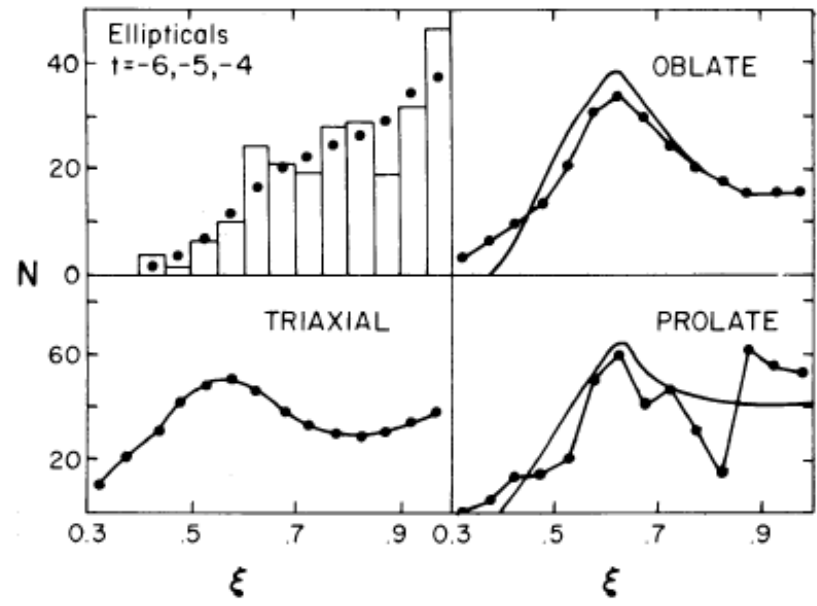 Ellipticals
t=-6,-5,-4
40
20
0
OBLATE
N
TRIAXIAL
60
20
PROLATE
0.3 .5 .7 .9 0.3 .5 .7 .9
ξ ξ